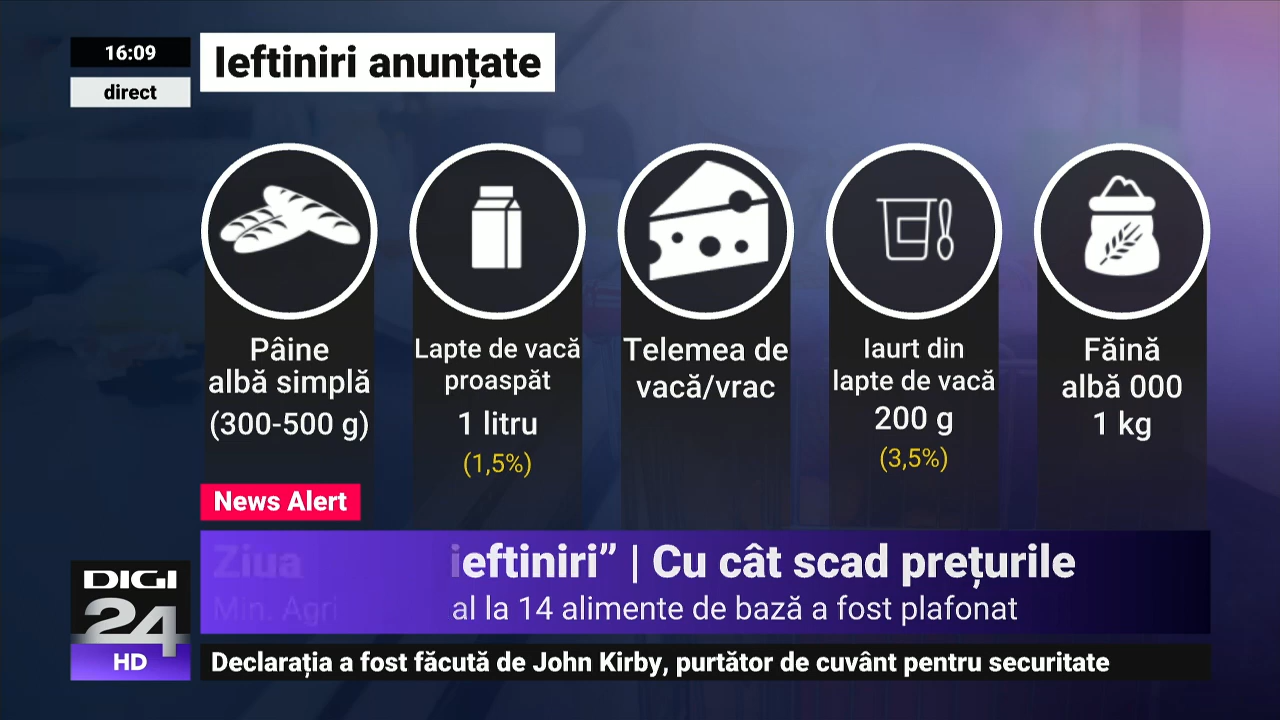 16:09
direct
Ieftiniri anunțate
Pâine
albă simplă
(300-500 g)
Lapte de vacă
proaspăt
1 litru
(1,5%)
Telemea de
vacă/vrac
Iaurt din
lapte de vacă
200 g
(3,5%)
Făină
albă 000
1 kg
News Alert
Ziua ieftiniri” | Cu cât scad prețurile
Min. Agri al la 14 alimente de bază a fost plafonat
DIGI
24
HD
Declarația a fost făcută de John Kirby, purtător de cuvânt pentru securitate